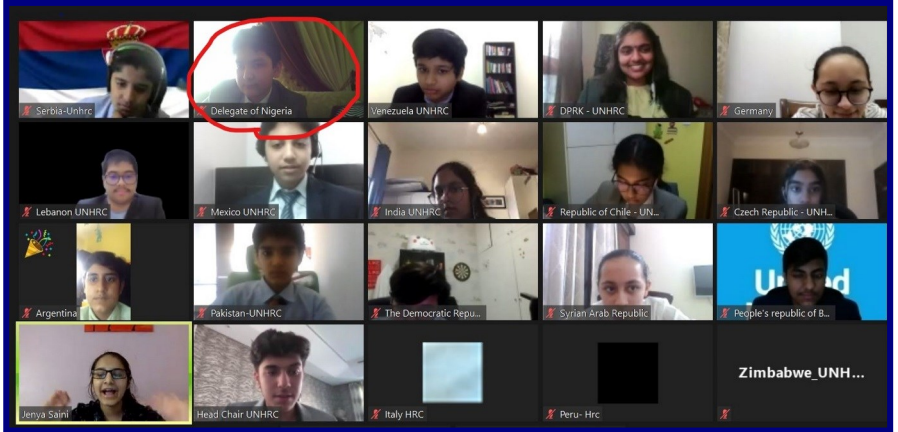 Serbia-Unhrc
Delegate of Nigeria
Venezuela UNHRC
DPRK - UNHRC
Germany
Lebanon UNHRC
Mexico UNHRC
India UNHRC
Republic of Chile - UN...
Czech Republic - UNH...
Argentina
Pakistan-UNHRC
The Democratic Repu...
Syrian Arab Republic
United
People's republic of B...
Jenya Saini
Head Chair UNHRC
Italy HRC
Peru- Hrc
Zimbabwe_UNH...